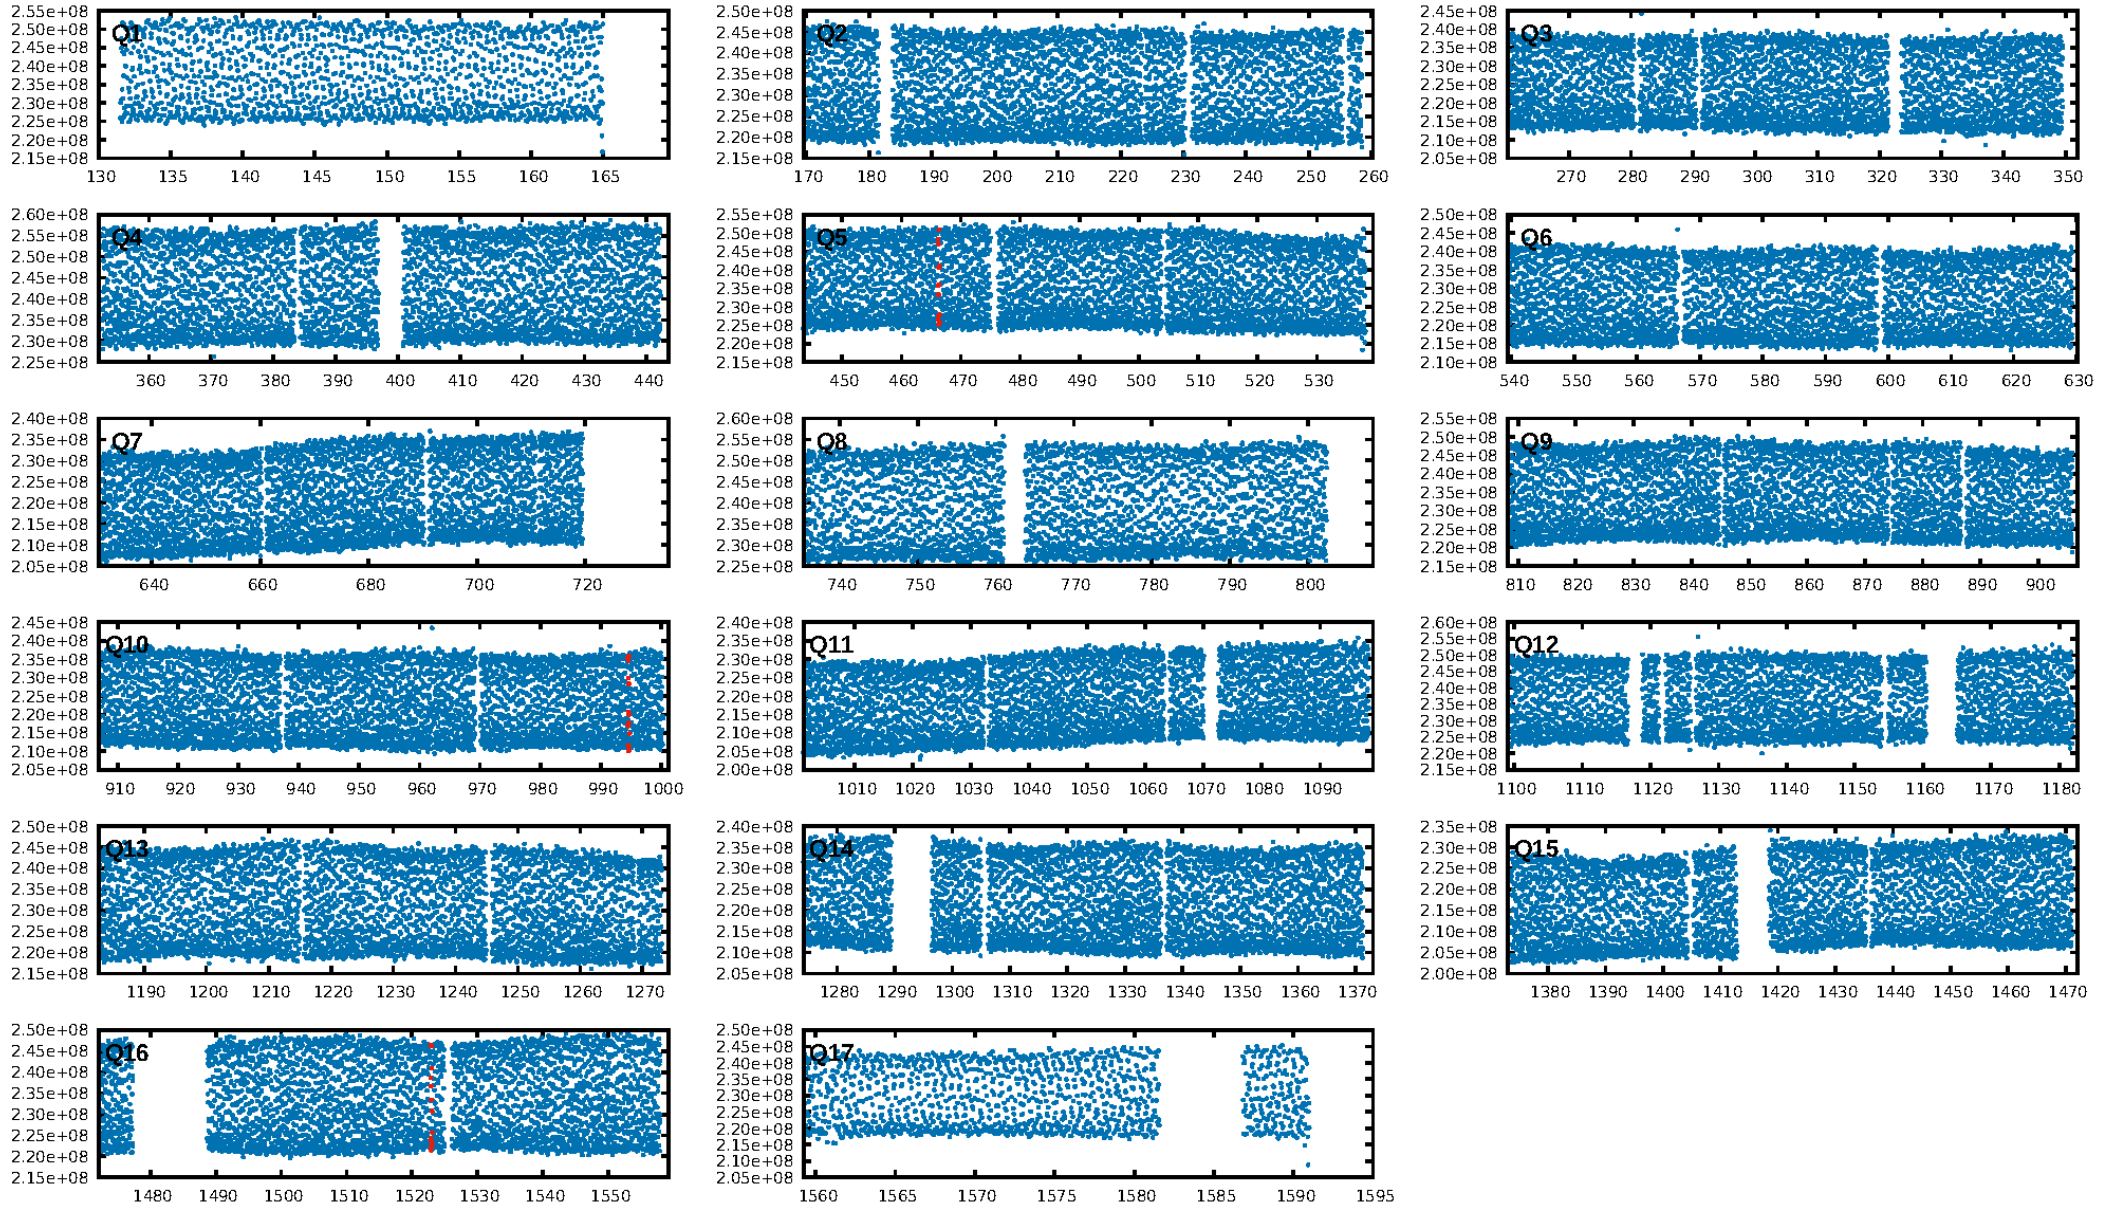 Q1
2.55e+08
2.50e+08
2.45e+08
2.40e+08
2.35e+08
2.30e+08
2.25e+08
2.20e+08
2.15e+08
130 135 140 145 150 155 160 165
Q2
2.50e+08
2.45e+08
2.40e+08
2.35e+08
2.30e+08
2.25e+08
2.20e+08
2.15e+08
170 180 190 200 210 220 230 240 250 260
Q3
2.45e+08
2.40e+08
2.35e+08
2.30e+08
2.25e+08
2.20e+08
2.15e+08
2.10e+08
2.05e+08
270 280 290 300 310 320 330 340 350
Q4
2.60e+08
2.55e+08
2.50e+08
2.45e+08
2.40e+08
2.35e+08
2.30e+08
2.25e+08
360 370 380 390 400 410 420 430 440
Q5
2.55e+08
2.50e+08
2.45e+08
2.40e+08
2.35e+08
2.30e+08
2.25e+08
2.20e+08
2.15e+08
450 460 470 480 490 500 510 520 530
Q6
2.50e+08
2.45e+08
2.40e+08
2.35e+08
2.30e+08
2.25e+08
2.20e+08
2.15e+08
2.10e+08
540 550 560 570 580 590 600 610 620 630
Q7
2.40e+08
2.35e+08
2.30e+08
2.25e+08
2.20e+08
2.15e+08
2.10e+08
2.05e+08
640 660 680 700 720
Q8
2.60e+08
2.55e+08
2.50e+08
2.45e+08
2.40e+08
2.35e+08
2.30e+08
2.25e+08
740 750 760 770 780 790 800
Q9
2.55e+08
2.50e+08
2.45e+08
2.40e+08
2.35e+08
2.30e+08
2.25e+08
2.20e+08
2.15e+08
810 820 830 840 850 860 870 880 890 900
Q10
2.45e+08
2.40e+08
2.35e+08
2.30e+08
2.25e+08
2.20e+08
2.15e+08
2.10e+08
2.05e+08
910 920 930 940 950 960 970 980 990 1000
Q11
2.40e+08
2.35e+08
2.30e+08
2.25e+08
2.20e+08
2.15e+08
2.10e+08
2.05e+08
2.00e+08
1010 1020 1030 1040 1050 1060 1070 1080 1090
Q12
2.60e+08
2.55e+08
2.50e+08
2.45e+08
2.40e+08
2.35e+08
2.30e+08
2.25e+08
2.20e+08
2.15e+08
1100 1110 1120 1130 1140 1150 1160 1170 1180
Q13
2.50e+08
2.45e+08
2.40e+08
2.35e+08
2.30e+08
2.25e+08
2.20e+08
2.15e+08
1190 1200 1210 1220 1230 1240 1250 1260 1270
Q14
2.40e+08
2.35e+08
2.30e+08
2.25e+08
2.20e+08
2.15e+08
2.10e+08
2.05e+08
1280 1290 1300 1310 1320 1330 1340 1350 1360 1370
Q15
2.35e+08
2.30e+08
2.25e+08
2.20e+08
2.15e+08
2.10e+08
2.05e+08
2.00e+08
1380 1390 1400 1410 1420 1430 1440 1450 1460 1470
Q16
2.50e+08
2.45e+08
2.40e+08
2.35e+08
2.30e+08
2.25e+08
2.20e+08
2.15e+08
1480 1490 1500 1510 1520 1530 1540 1550
Q17
2.50e+08
2.45e+08
2.40e+08
2.35e+08
2.30e+08
2.25e+08
2.20e+08
2.15e+08
2.10e+08
2.05e+08
1560 1565 1570 1575 1580 1585 1590 1595